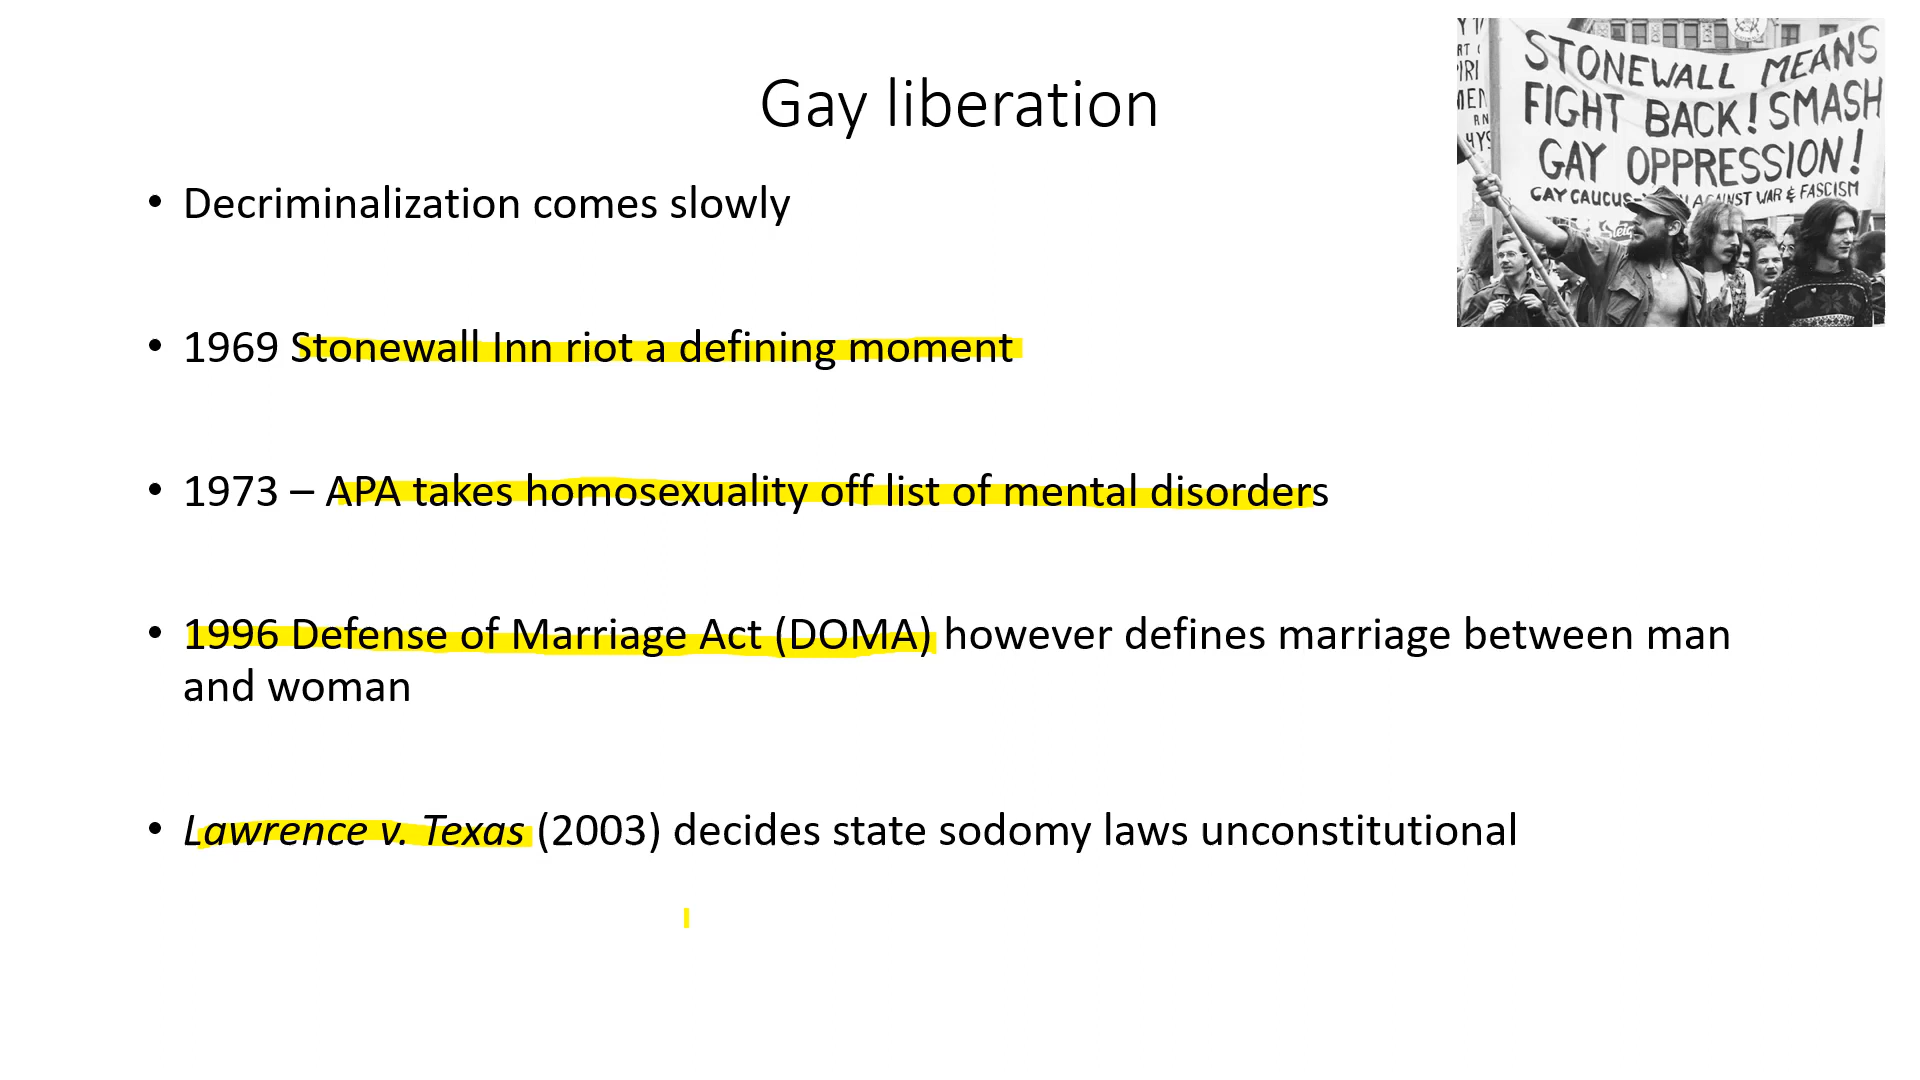 Gay liberation
STONEWALL MEANS
FIGHT BACK! SMASH
GAY OPPRESSION!
GAY CAUCUS- AGAINST WAR & FASCISM
• Decriminalization comes slowly
• 1969 Stonewall Inn riot a defining moment
• 1973 – APA takes homosexuality off list of mental disorders
• 1996 Defense of Marriage Act (DOMA) however defines marriage between man
and woman
• Lawrence v. Texas (2003) decides state sodomy laws unconstitutional